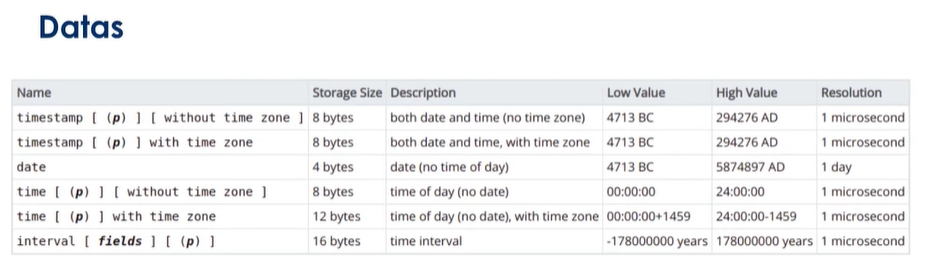 Datas
Name Storage Size Description Low Value High Value Resolution
timestamp [ (p) ] [ without time zone ] 8 bytes both date and time (no time zone) 4713 BC 294276 AD 1 microsecond
timestamp [ (p) ] with time zone 8 bytes both date and time, with time zone 4713 BC 294276 AD 1 microsecond
date 4 bytes date (no time of day) 4713 BC 5874897 AD 1 day
time [ (p) ] [ without time zone ] 8 bytes time of day (no date) 00:00:00 24:00:00 1 microsecond
time [ (p) ] with time zone 12 bytes time of day (no date), with time zone 00:00:00+1459 24:00:00-1459 1 microsecond
interval [ fields ] [ (p) ] 16 bytes time interval -178000000 years 178000000 years 1 microsecond